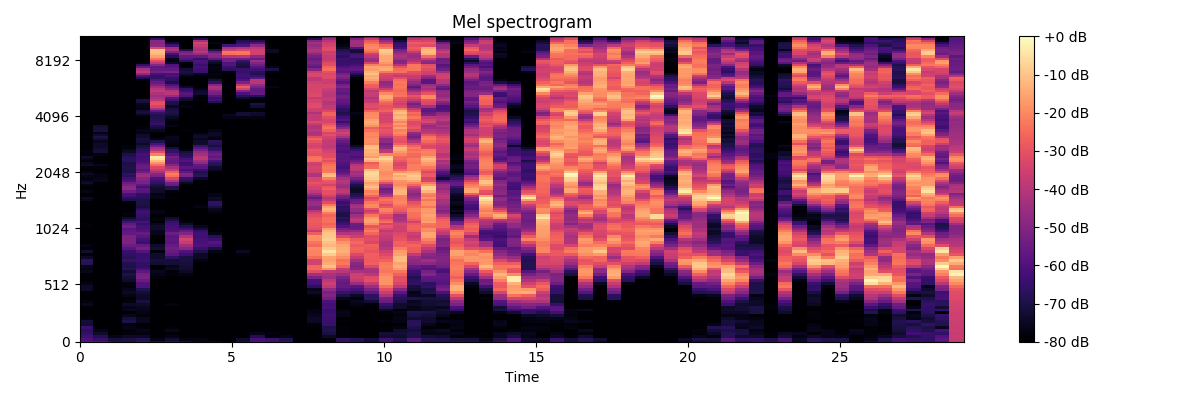 Mel spectrogram
Hz
8192
4096
2048
1024
512
0
0 5 10 15 20 25
Time
+0 dB
-10 dB
-20 dB
-30 dB
-40 dB
-50 dB
-60 dB
-70 dB
-80 dB